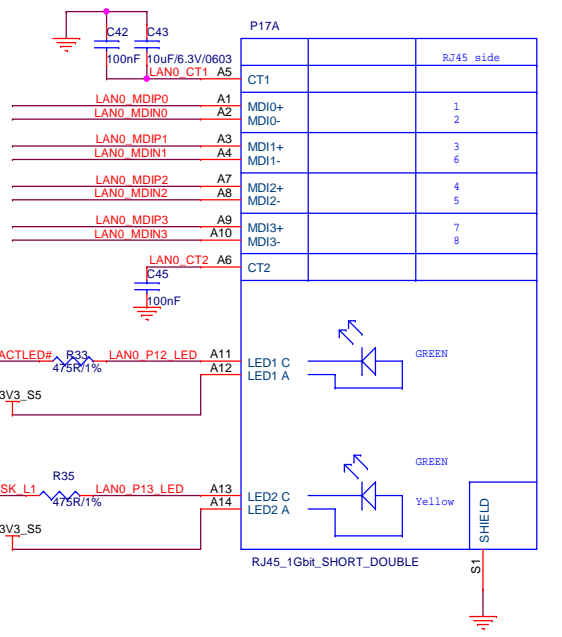 P17A
C42
C43
100nF
10uF/6.3V/0603
RJ45 side
LAN0_CT1
A5
CT1
LAN0_MDIP0
A1
MDI0+
1
LAN0_MDIN0
A2
MDI0-
2
LAN0_MDIP1
A3
MDI1+
3
LAN0_MDIN1
A4
MDI1-
6
LAN0_MDIP2
A7
MDI2+
4
LAN0_MDIN2
A8
MDI2-
5
LAN0_MDIP3
A9
MDI3+
7
LAN0_MDIN3
A10
MDI3-
8
LAN0_CT2
A6
CT2
C45
100nF
ACTLED#
R33
475R/1%
LAN0_P12_LED
A11
LED1 C
GREEN
A12
LED1 A
3V3_S5
R35
SK_L1
475R/1%
LAN0_P13_LED
A13
LED2 C
GREEN
A14
LED2 A
Yellow
3V3_S5
SHIELD
S1
RJ45_1Gbit_SHORT_DOUBLE